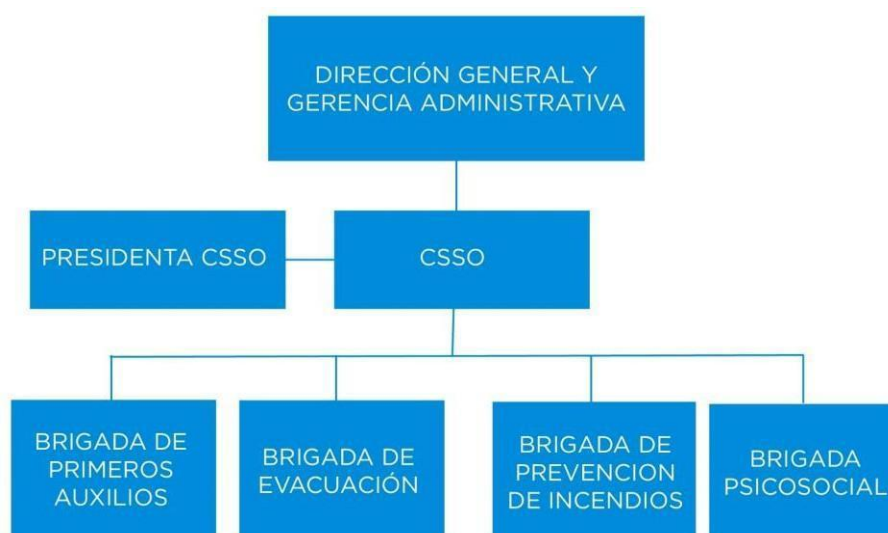 DIRECCIÓN GENERAL Y
GERENCIA ADMINISTRATIVA
PRESIDENTA CSSO
CSSO
BRIGADA DE
PRIMEROS
AUXILIOS
BRIGADA DE
EVACUACIÓN
BRIGADA DE
PREVENCION
DE INCENDIOS
BRIGADA
PSICOSOCIAL